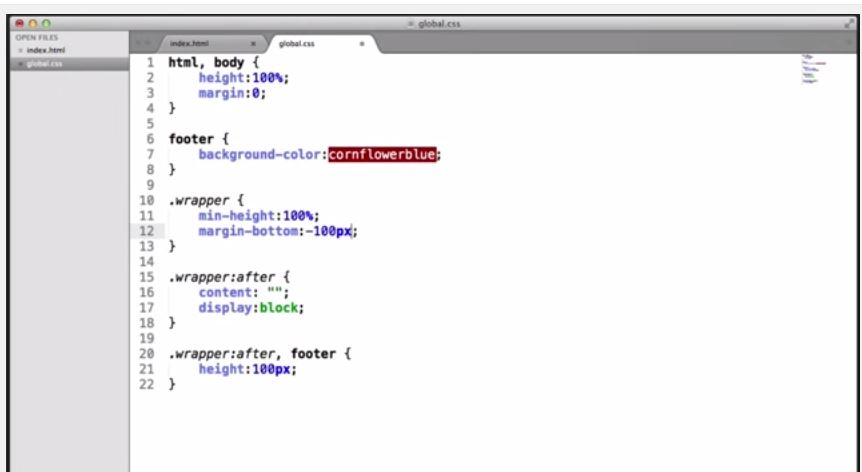 global.css
OPEN FILES
index.html
global.css
index.html × global.css
1 html, body {
2 height:100%;
3 margin:0;
4 }
5
6 footer {
7 background-color:cornflowerblue;
8 }
9
10 .wrapper {
11 min-height:100%;
12 margin-bottom:-100px;
13 }
14
15 .wrapper:after {
16 content: "";
17 display:block;
18 }
19
20 .wrapper:after, footer {
21 height:100px;
22 }